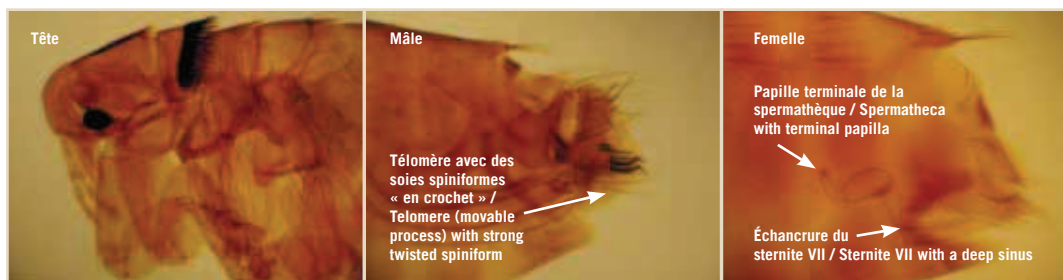 Tête
Mâle
Télomère avec des
soies spiniformes
« en crochet » /
Telomere (movable
process) with strong
twisted spiniform
Femelle
Papille terminale de la
spermathèque / Spermatheca
with terminal papilla
Échancrure du
sternite VII / Sternite VII with a deep sinus